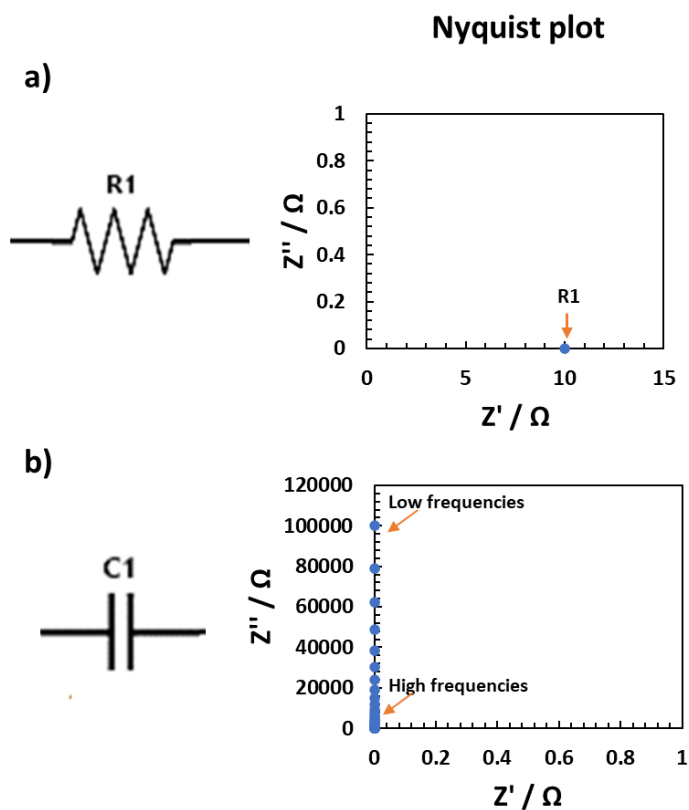 Nyquist plot
a)
R1
1
0.8
0.6
0.4
0.2
0
Z'' / Ω
R1
0 5 10 15
Z' / Ω
b)
C1
120000
100000
80000
60000
40000
20000
0
Z'' / Ω
Low frequencies
High frequencies
0 0.2 0.4 0.6 0.8 1
Z' / Ω